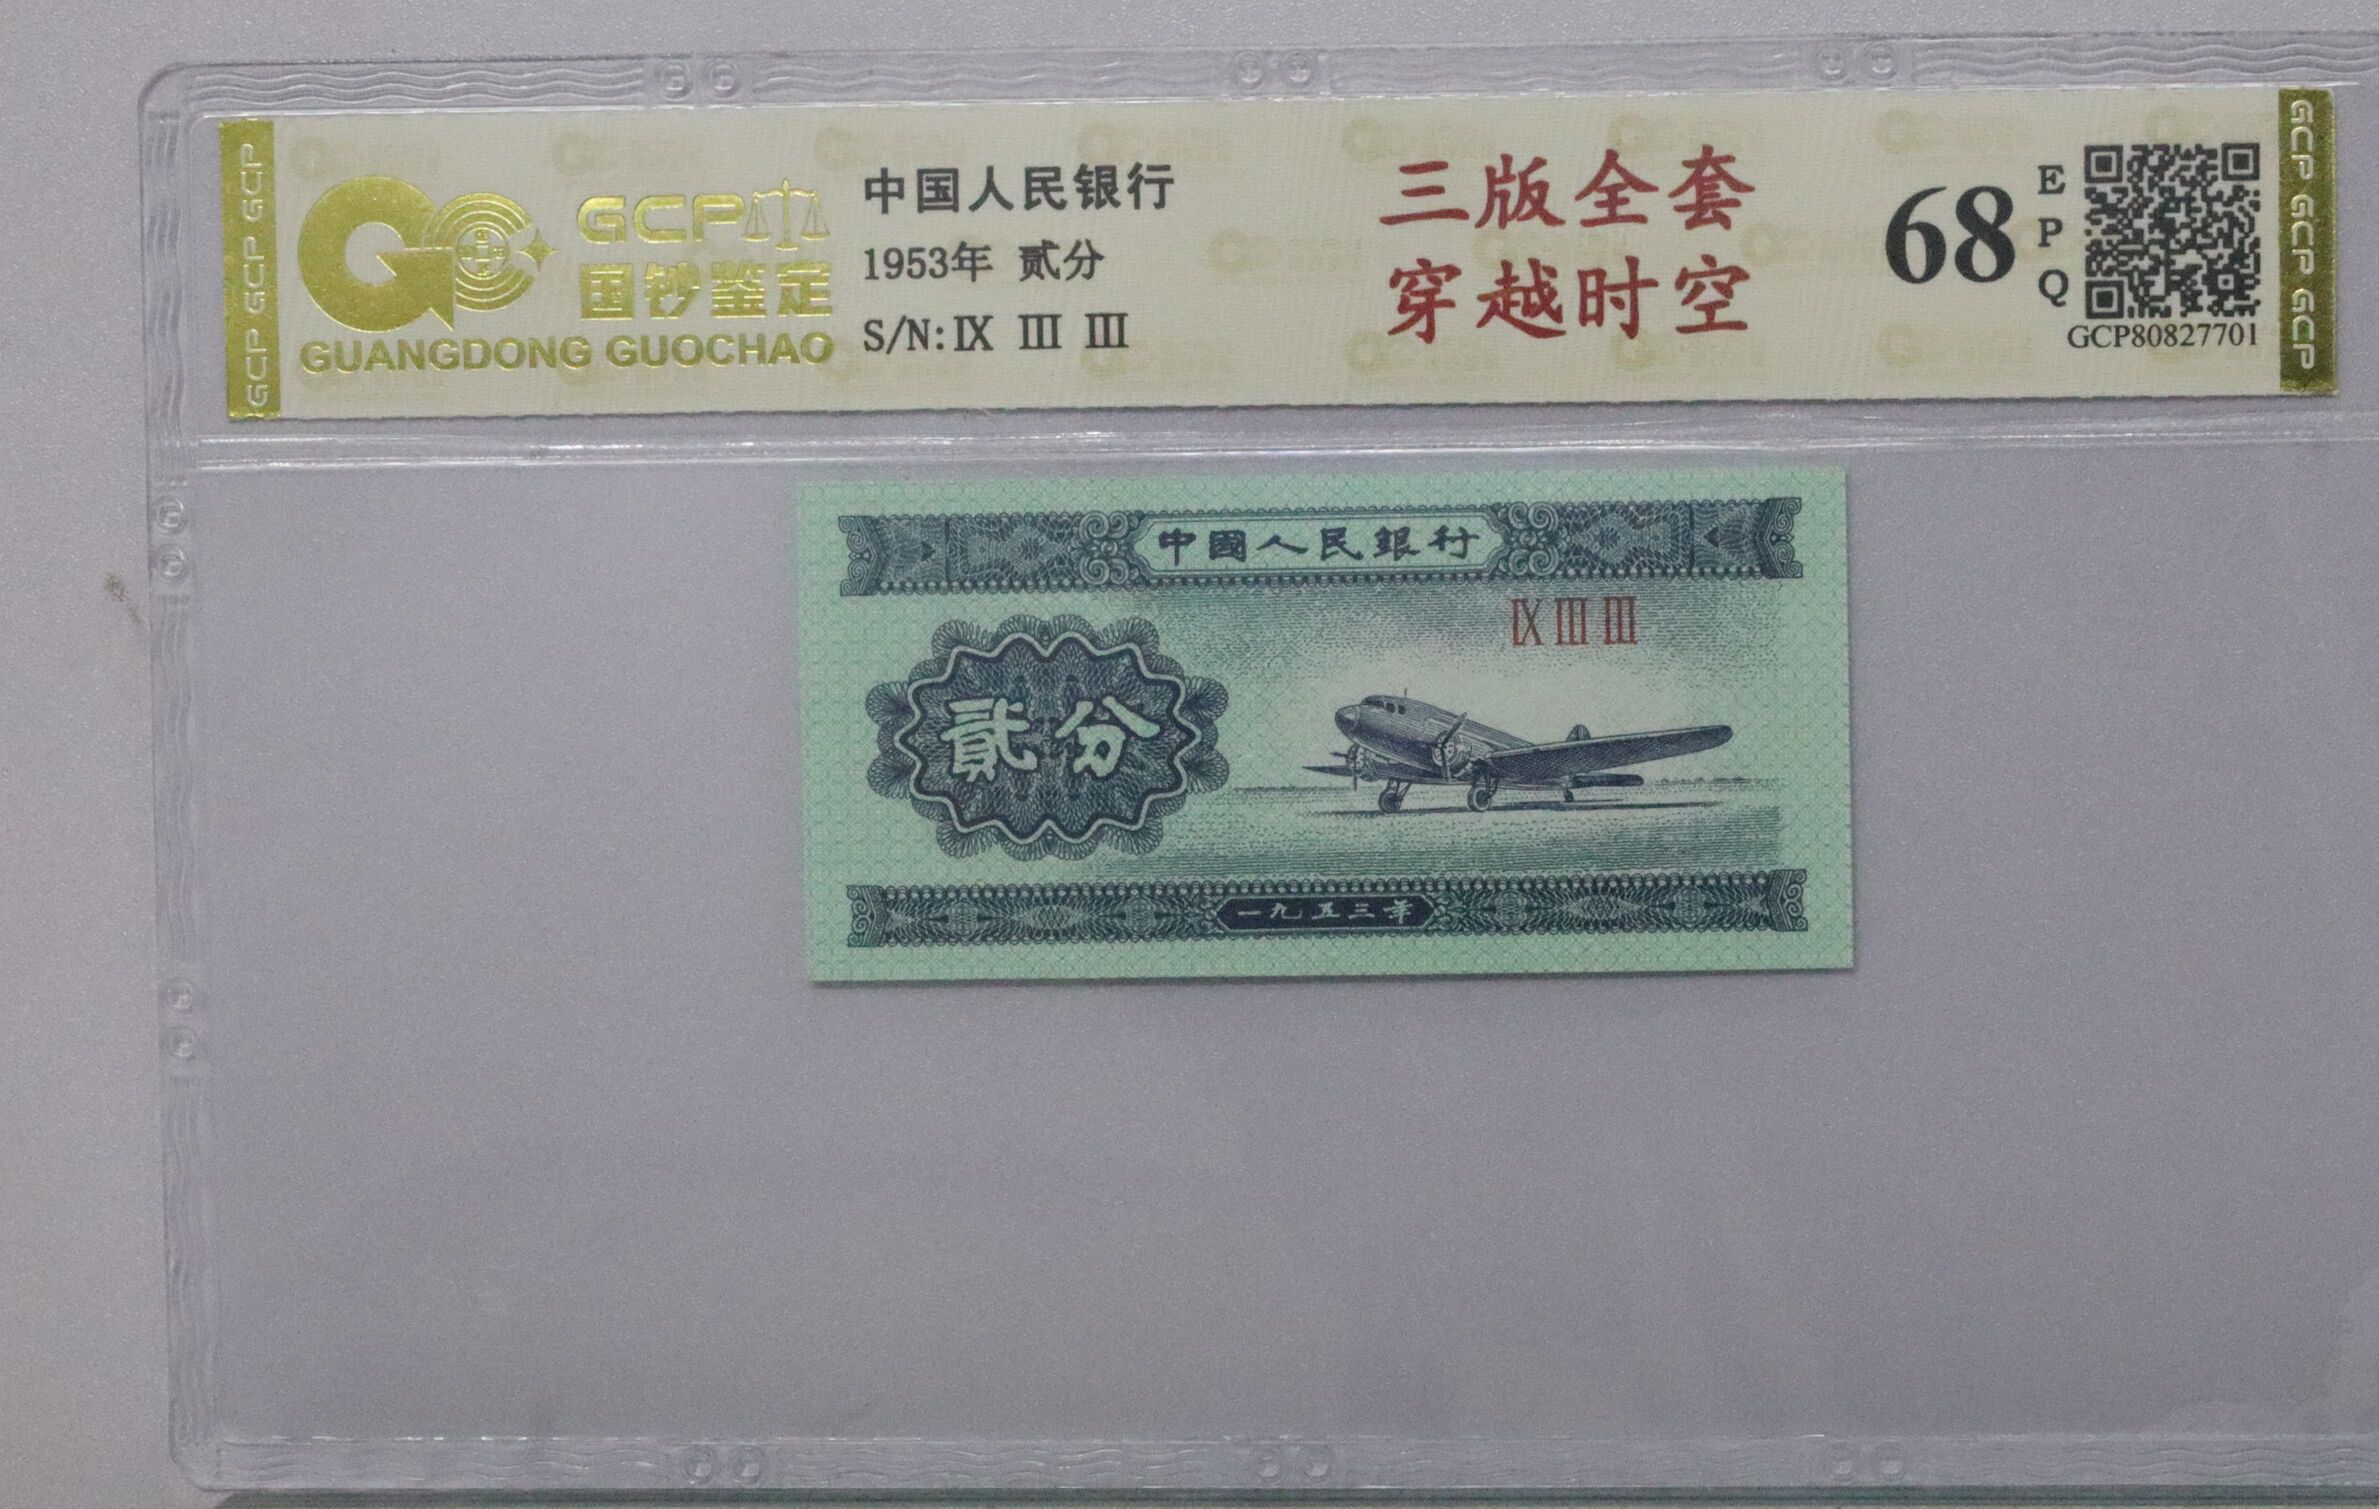 GCP GCP GCP
GCP
国钞鉴定
GUANGDONG GUOCHAO
中国人民银行
1953年 贰分
S/N: Ⅸ Ⅲ Ⅲ
三版全套
穿越时空
68
E
P
Q
GCP80827701
GCP GCP GCP
中國人民銀行
Ⅸ Ⅲ Ⅲ
貳分
一九五三年